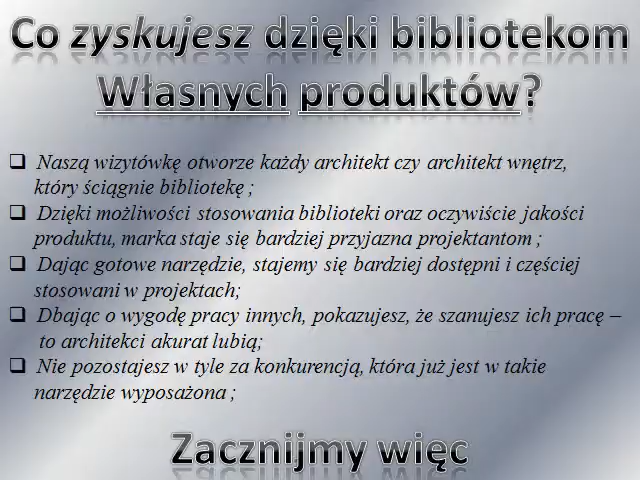 Co zyskujesz dzięki bibliotekom
Własnych produktów?
❑ Naszą wizytówkę otworze każdy architekt czy architekt wnętrz,
który ściągnie bibliotekę ;
❑ Dzięki możliwości stosowania biblioteki oraz oczywiście jakości
produktu, marka staje się bardziej przyjazna projektantom ;
❑ Dając gotowe narzędzie, stajemy się bardziej dostępni i częściej
stosowani w projektach;
❑ Dbając o wygodę pracy innych, pokazujesz, że szanujesz ich pracę –
to architekci akurat lubią;
❑ Nie pozostajesz w tyle za konkurencją, która już jest w takie
narzędzie wyposażona ;
Zacznijmy więc